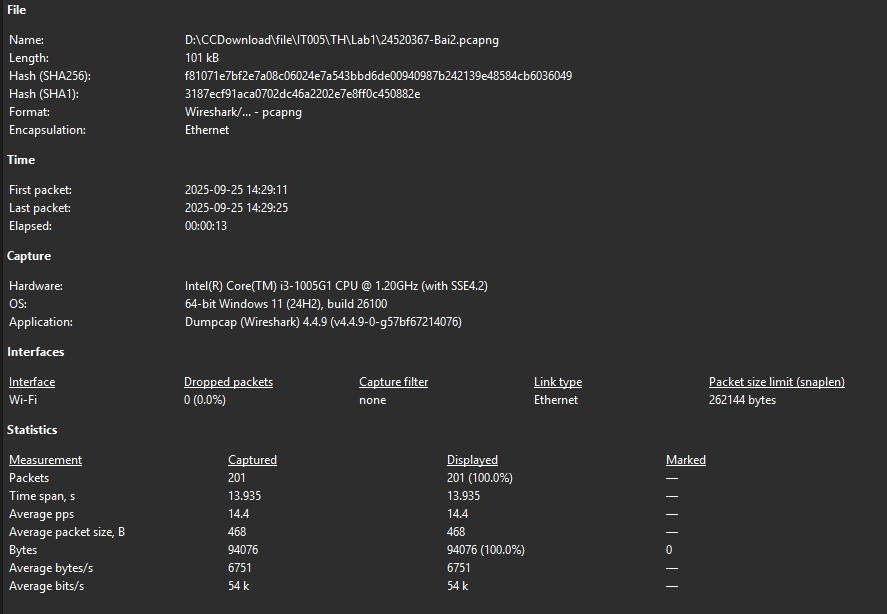 File
Name: D:\CCDownload\file\IT005\TH\Lab1\24520367-Bai2.pcapng
Length: 101 kB
Hash (SHA256): f81071e7bf2e7a08c06024e7a543bbd6de00940987b242139e48584cb6036049
Hash (SHA1): 3187ecf91aca0702dc46a2202e7e8ff0c450882e
Format: Wireshark/... - pcapng
Encapsulation: Ethernet
Time
First packet: 2025-09-25 14:29:11
Last packet: 2025-09-25 14:29:25
Elapsed: 00:00:13
Capture
Hardware: Intel(R) Core(TM) i3-1005G1 CPU @ 1.20GHz (with SSE4.2)
OS: 64-bit Windows 11 (24H2), build 26100
Application: Dumpcap (Wireshark) 4.4.9 (v4.4.9-0-g57bf67214076)
Interfaces
Interface Dropped packets Capture filter Link type Packet size limit (snaplen)
Wi-Fi 0 (0.0%) none Ethernet 262144 bytes
Statistics
Measurement Captured Displayed Marked
Packets 201 201 (100.0%) —
Time span, s 13.935 13.935 —
Average pps 14.4 14.4 —
Average packet size, B 468 468 —
Bytes 94076 94076 (100.0%) 0
Average bytes/s 6751 6751 —
Average bits/s 54 k 54 k —